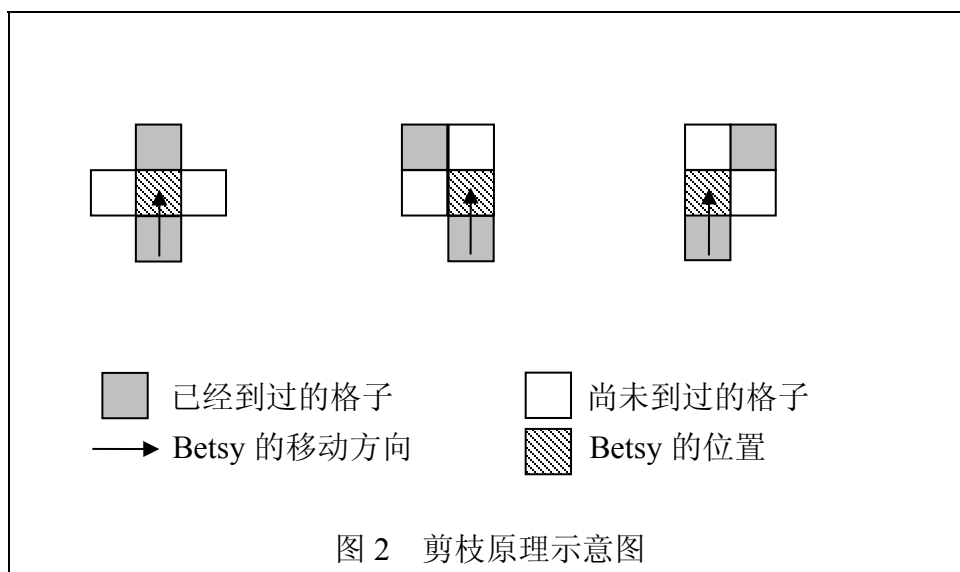 已经到过的格子
尚未到过的格子
Betsy 的移动方向
Betsy 的位置
图 2 剪枝原理示意图